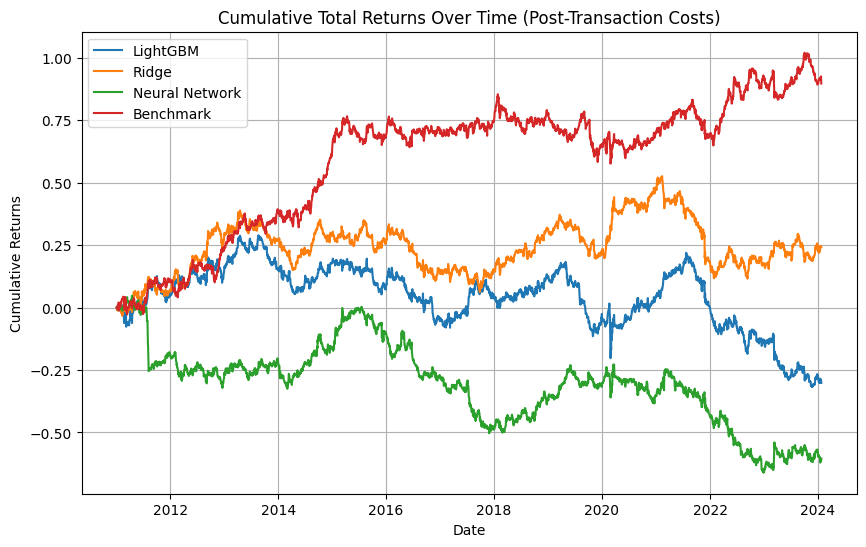 Cumulative Total Returns Over Time (Post-Transaction Costs)
LightGBM
Ridge
Neural Network
Benchmark
1.00
0.75
0.50
0.25
0.00
−0.25
−0.50
Cumulative Returns
2012 2014 2016 2018 2020 2022 2024
Date